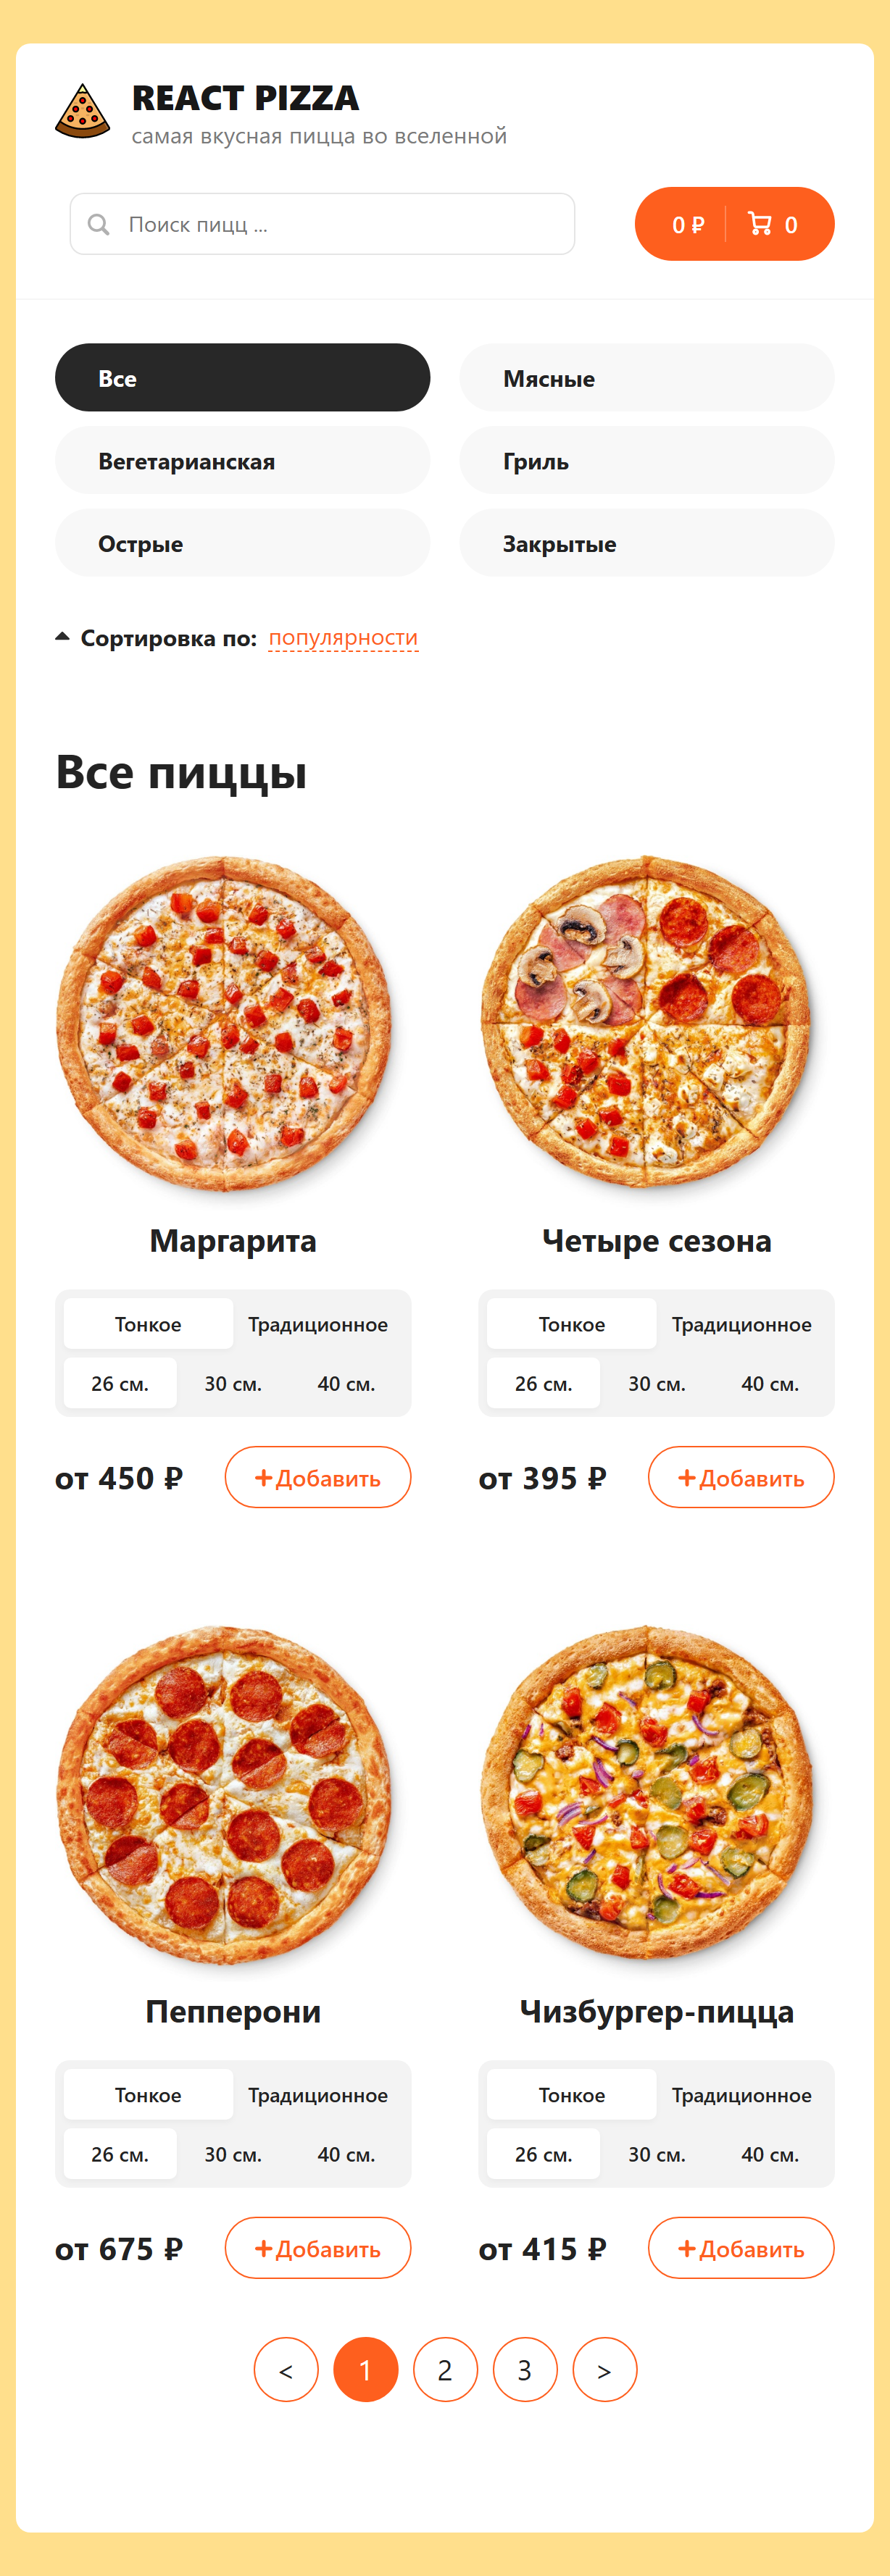 REACT PIZZA
самая вкусная пицца во вселенной
Поиск пицц ...
0 ₽
0
Все
Мясные
Вегетарианская
Гриль
Острые
Закрытые
Сортировка по: популярности
Все пиццы
Маргарита
Тонкое Традиционное
26 см. 30 см. 40 см.
от 450 ₽
+Добавить
Четыре сезона
Тонкое Традиционное
26 см. 30 см. 40 см.
от 395 ₽
+Добавить
Пепперони
Тонкое Традиционное
26 см. 30 см. 40 см.
от 675 ₽
+Добавить
Чизбургер-пицца
Тонкое Традиционное
26 см. 30 см. 40 см.
от 415 ₽
+Добавить
< 1 2 3 >